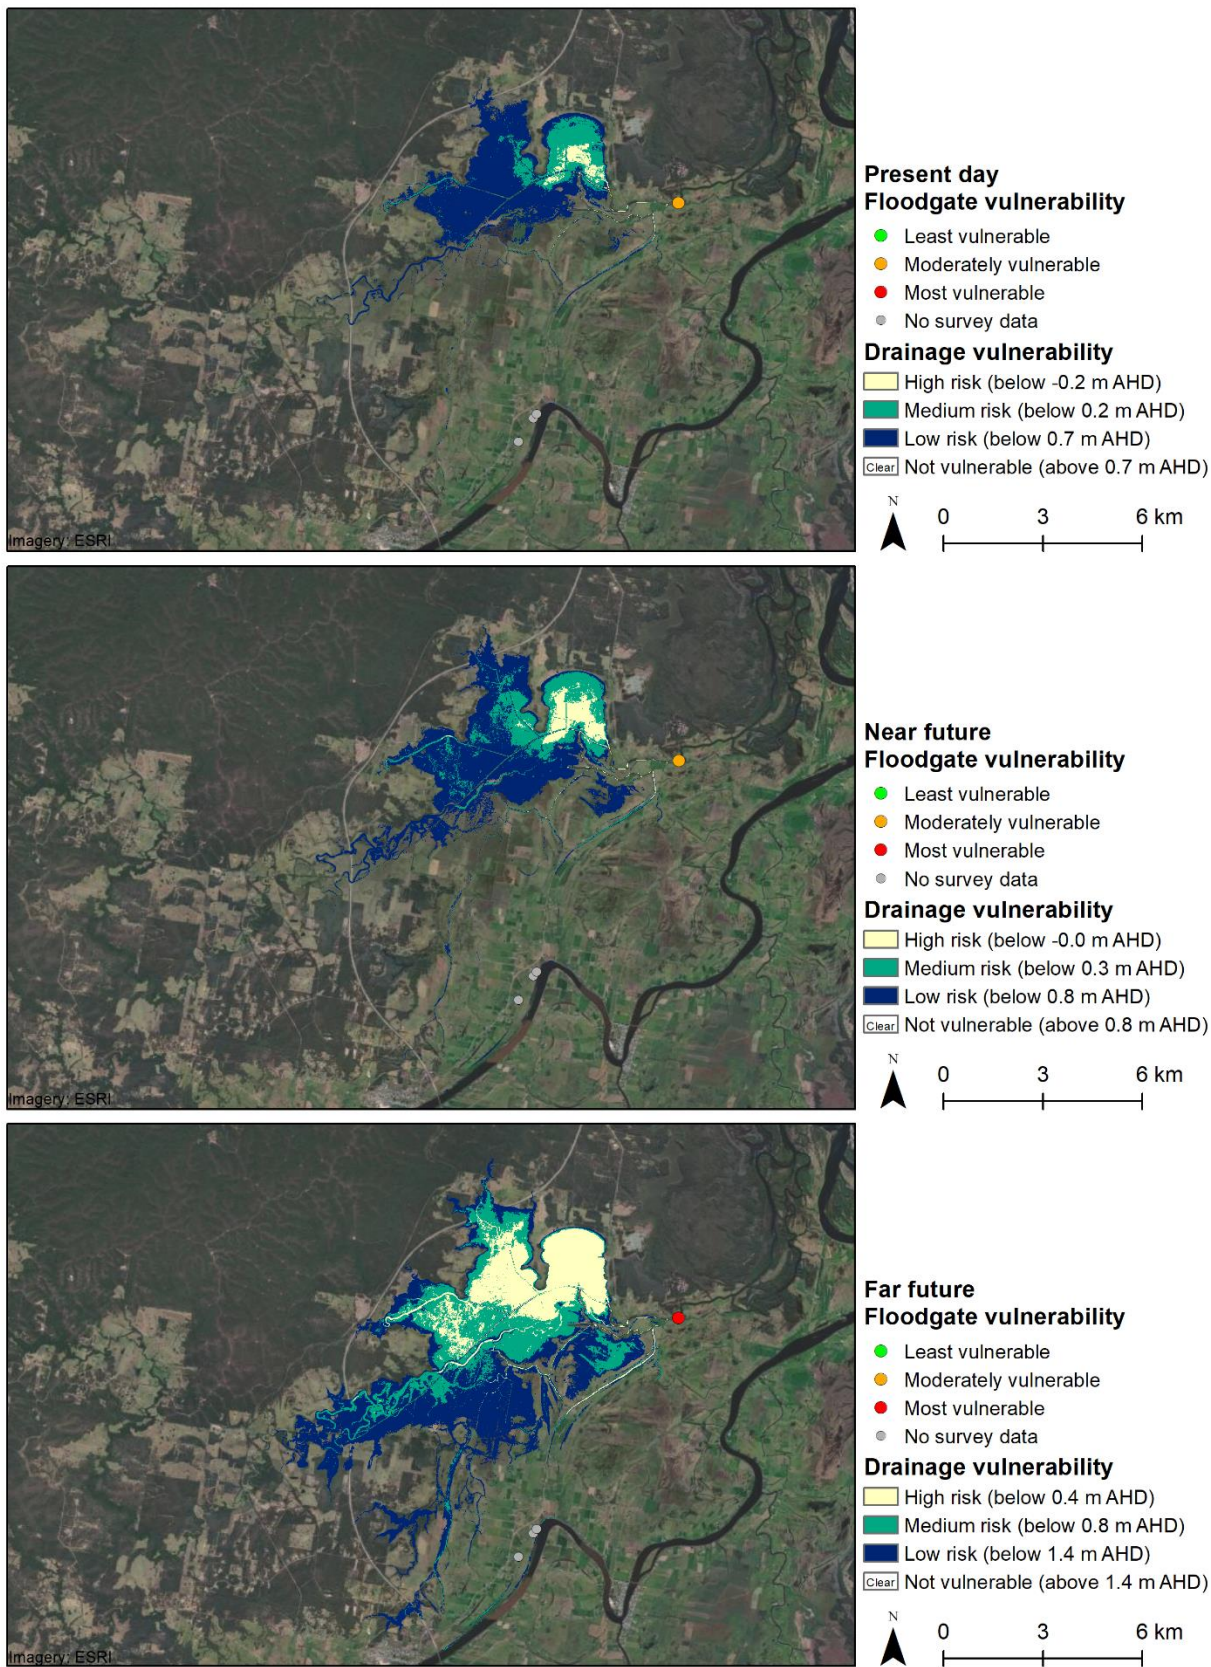 Present day
Floodgate vulnerability
Least vulnerable
Moderately vulnerable
Most vulnerable
No survey data
Drainage vulnerability
High risk (below -0.2 m AHD)
Medium risk (below 0.2 m AHD)
Low risk (below 0.7 m AHD)
Clear Not vulnerable (above 0.7 m AHD)
N
0 3 6 km
Imagery: ESRI
Near future
Floodgate vulnerability
Least vulnerable
Moderately vulnerable
Most vulnerable
No survey data
Drainage vulnerability
High risk (below -0.0 m AHD)
Medium risk (below 0.3 m AHD)
Low risk (below 0.8 m AHD)
Clear Not vulnerable (above 0.8 m AHD)
N
0 3 6 km
Imagery: ESRI
Far future
Floodgate vulnerability
Least vulnerable
Moderately vulnerable
Most vulnerable
No survey data
Drainage vulnerability
High risk (below 0.4 m AHD)
Medium risk (below 0.8 m AHD)
Low risk (below 1.4 m AHD)
Clear Not vulnerable (above 1.4 m AHD)
N
0 3 6 km
Imagery: ESRI